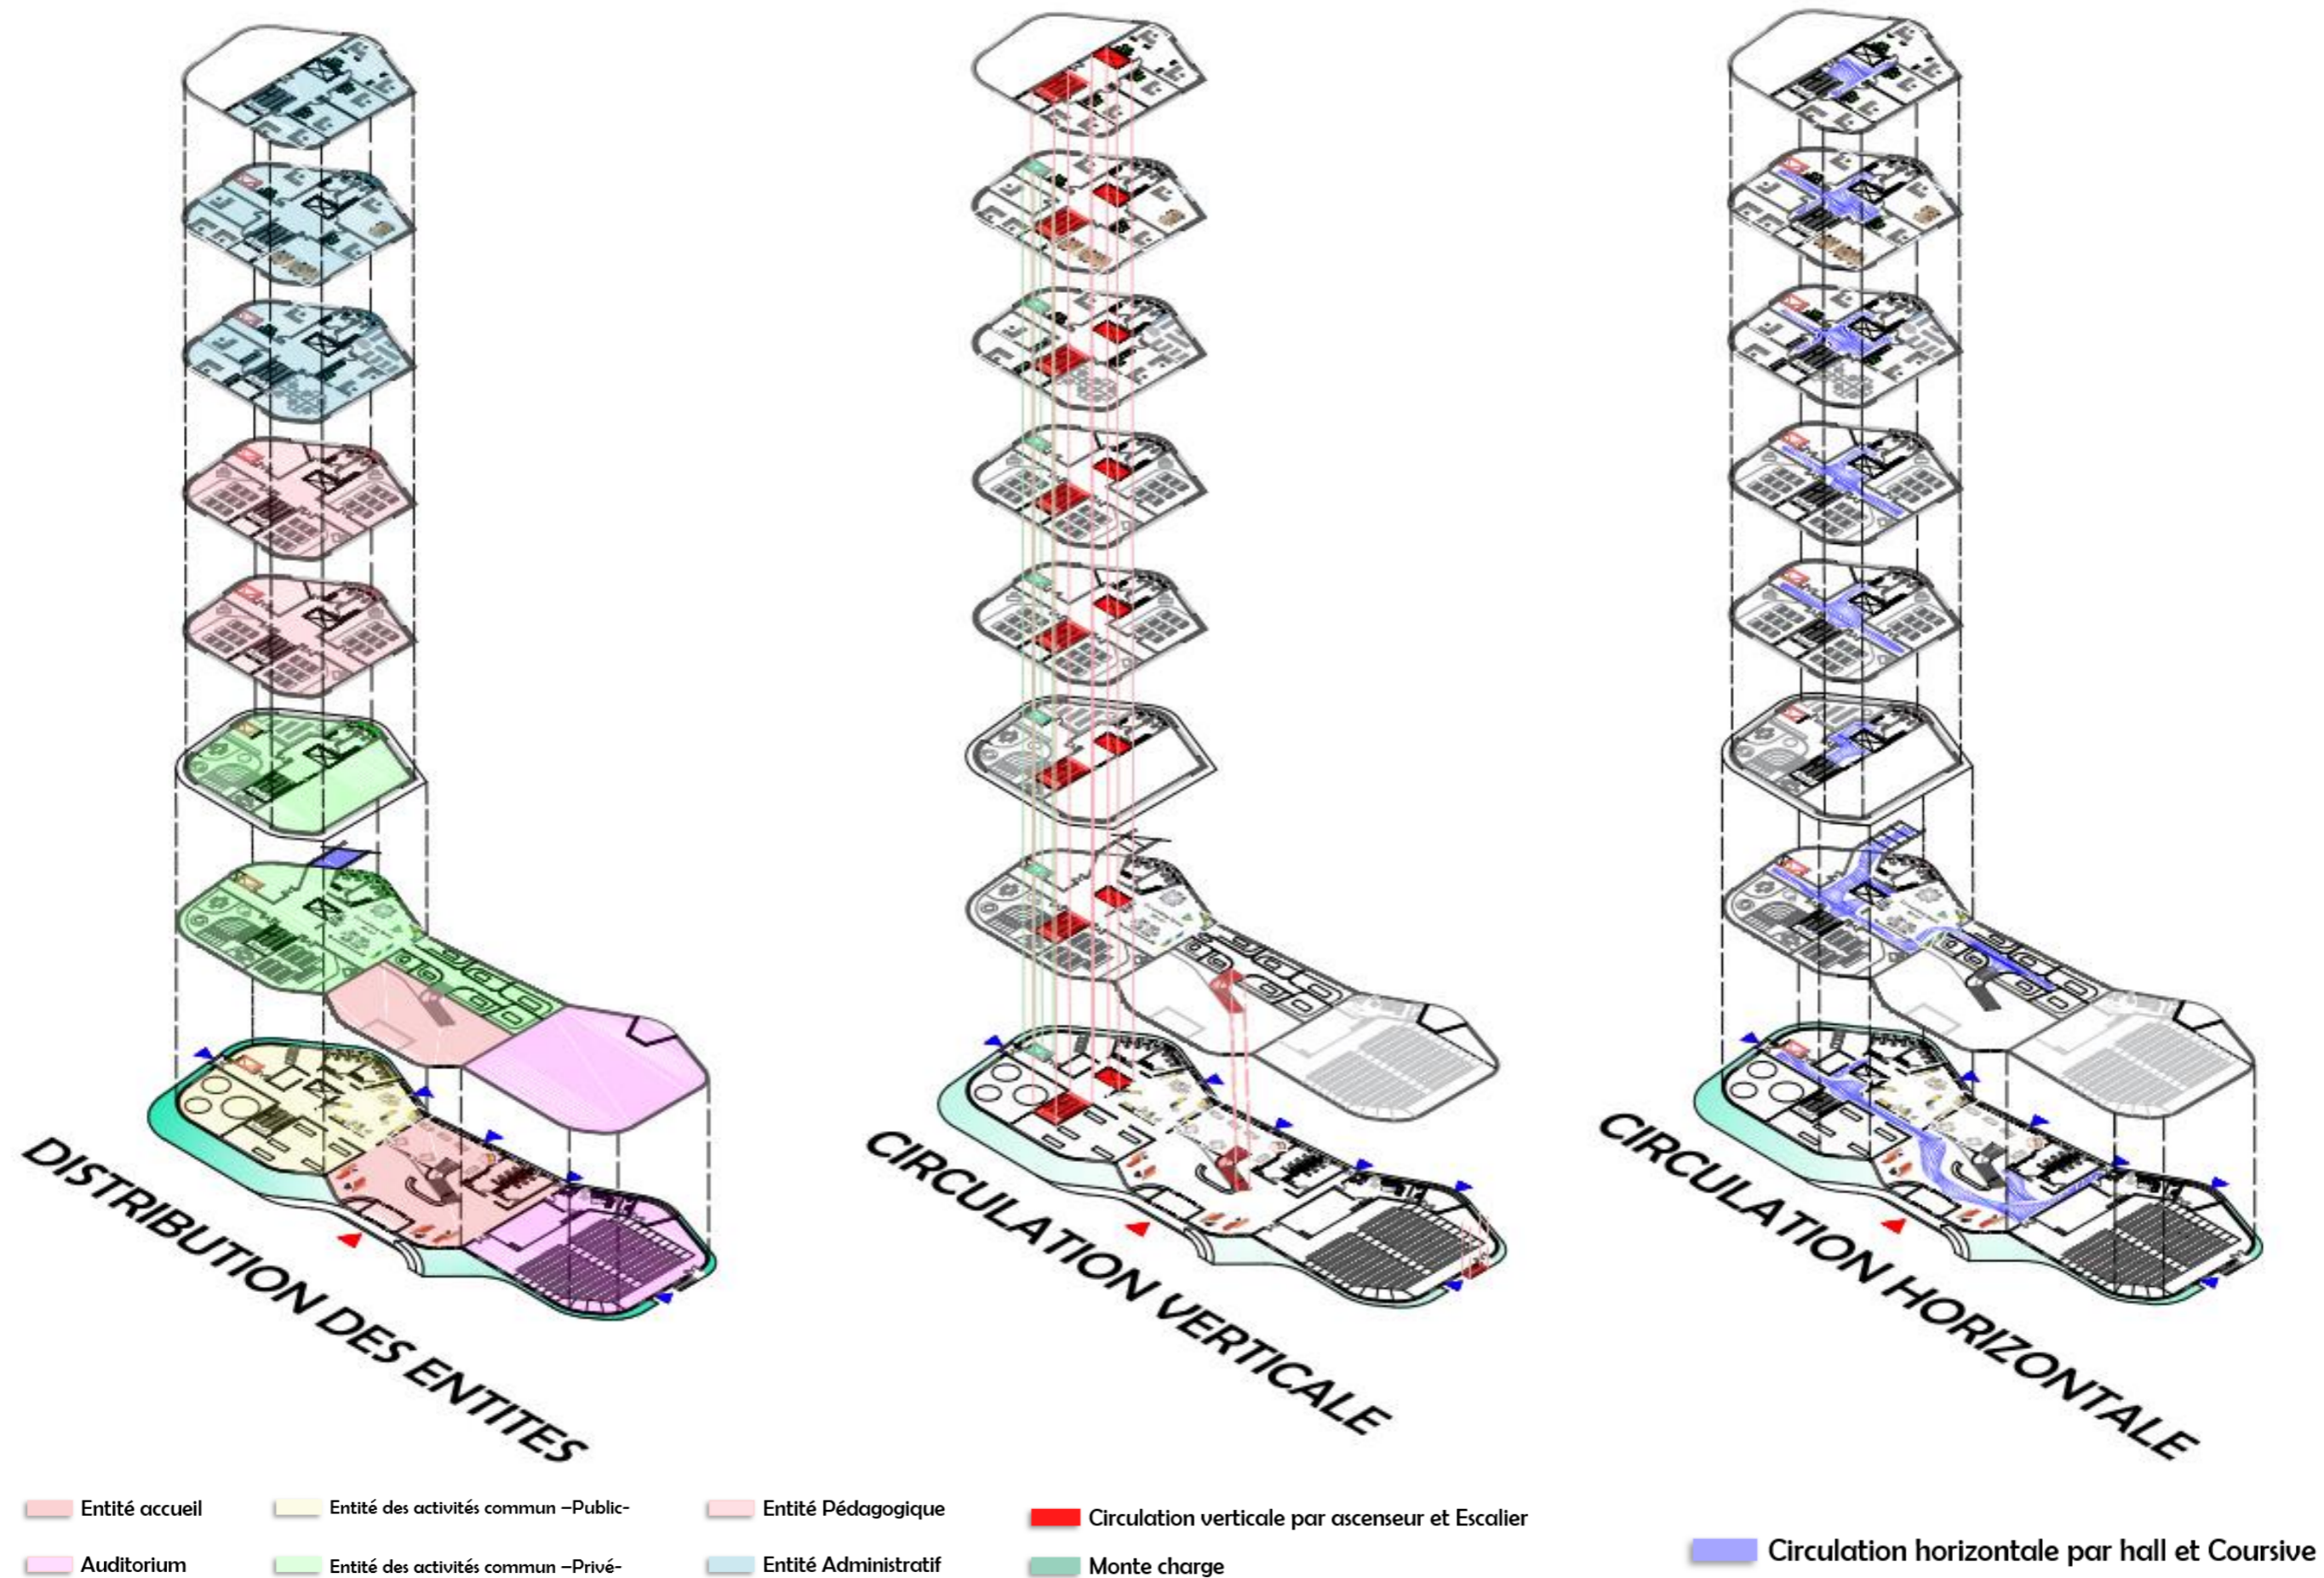 DISTRIBUTION DES ENTITES
CIRCULATION VERTICALE
CIRCULATION HORIZONTALE
Entité accueil
Entité des activités commun –Public-
Entité Pédagogique
Circulation verticale par ascenseur et Escalier
Auditorium
Entité des activités commun –Privé-
Entité Administratif
Monte charge
Circulation horizontale par hall et Coursive